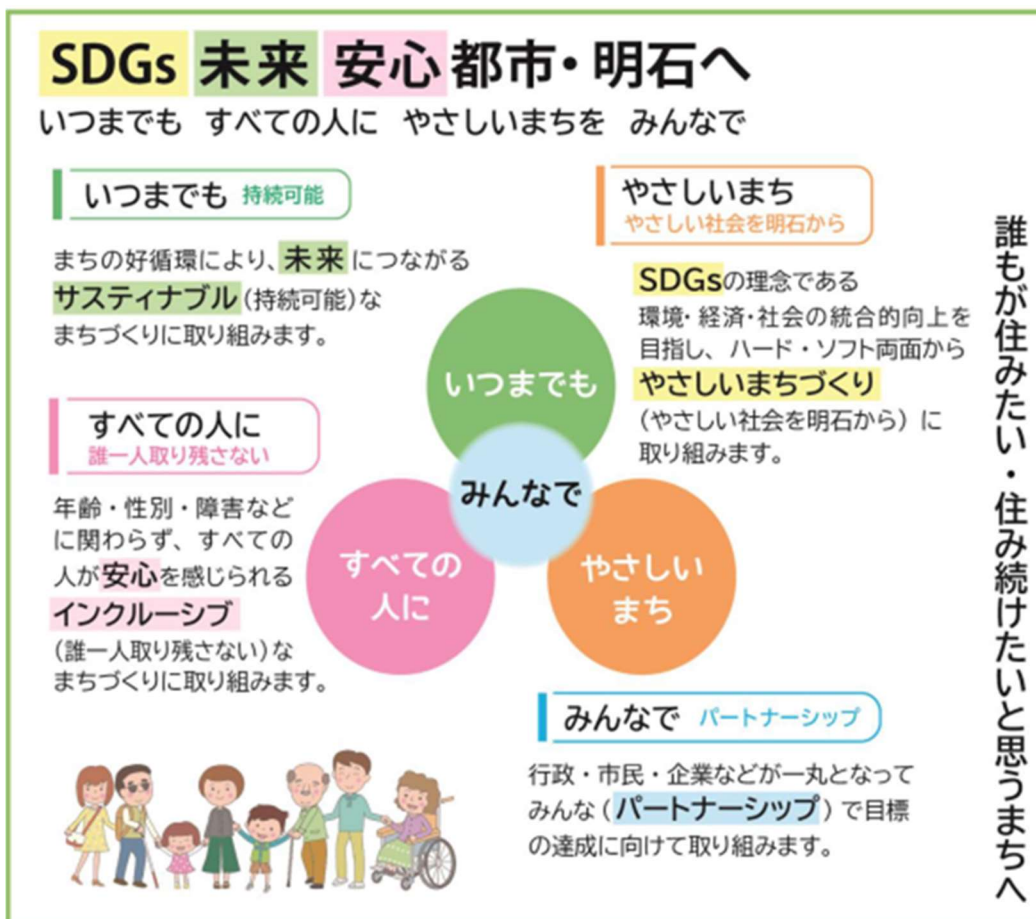 SDGs 未来 安心 都市・明石へ
いつまでも すべての人に やさしいまちを みんなで
いつまでも 持続可能
まちの好循環により、未来につながる
サスティナブル(持続可能)な
まちづくりに取り組みます。
やさしいまち
やさしい社会を明石から
SDGsの理念である
環境・経済・社会の統合的向上を
目指し、ハード・ソフト両面から
やさしいまちづくり
(やさしい社会を明石から)に
取り組みます。
すべての人に
誰一人取り残さない
年齢・性別・障害など
に関わらず、すべての
人が安心を感じられる
インクルーシブ
(誰一人取り残さない)な
まちづくりに取り組みます。
いつまでも
みんなで
すべての
人に
やさしい
まち
みんなで パートナーシップ
行政・市民・企業などが一丸となって
みんな(パートナーシップ)で目標
の達成に向けて取り組みます。
誰もが住みたい・住み続けたいと思うまちへ